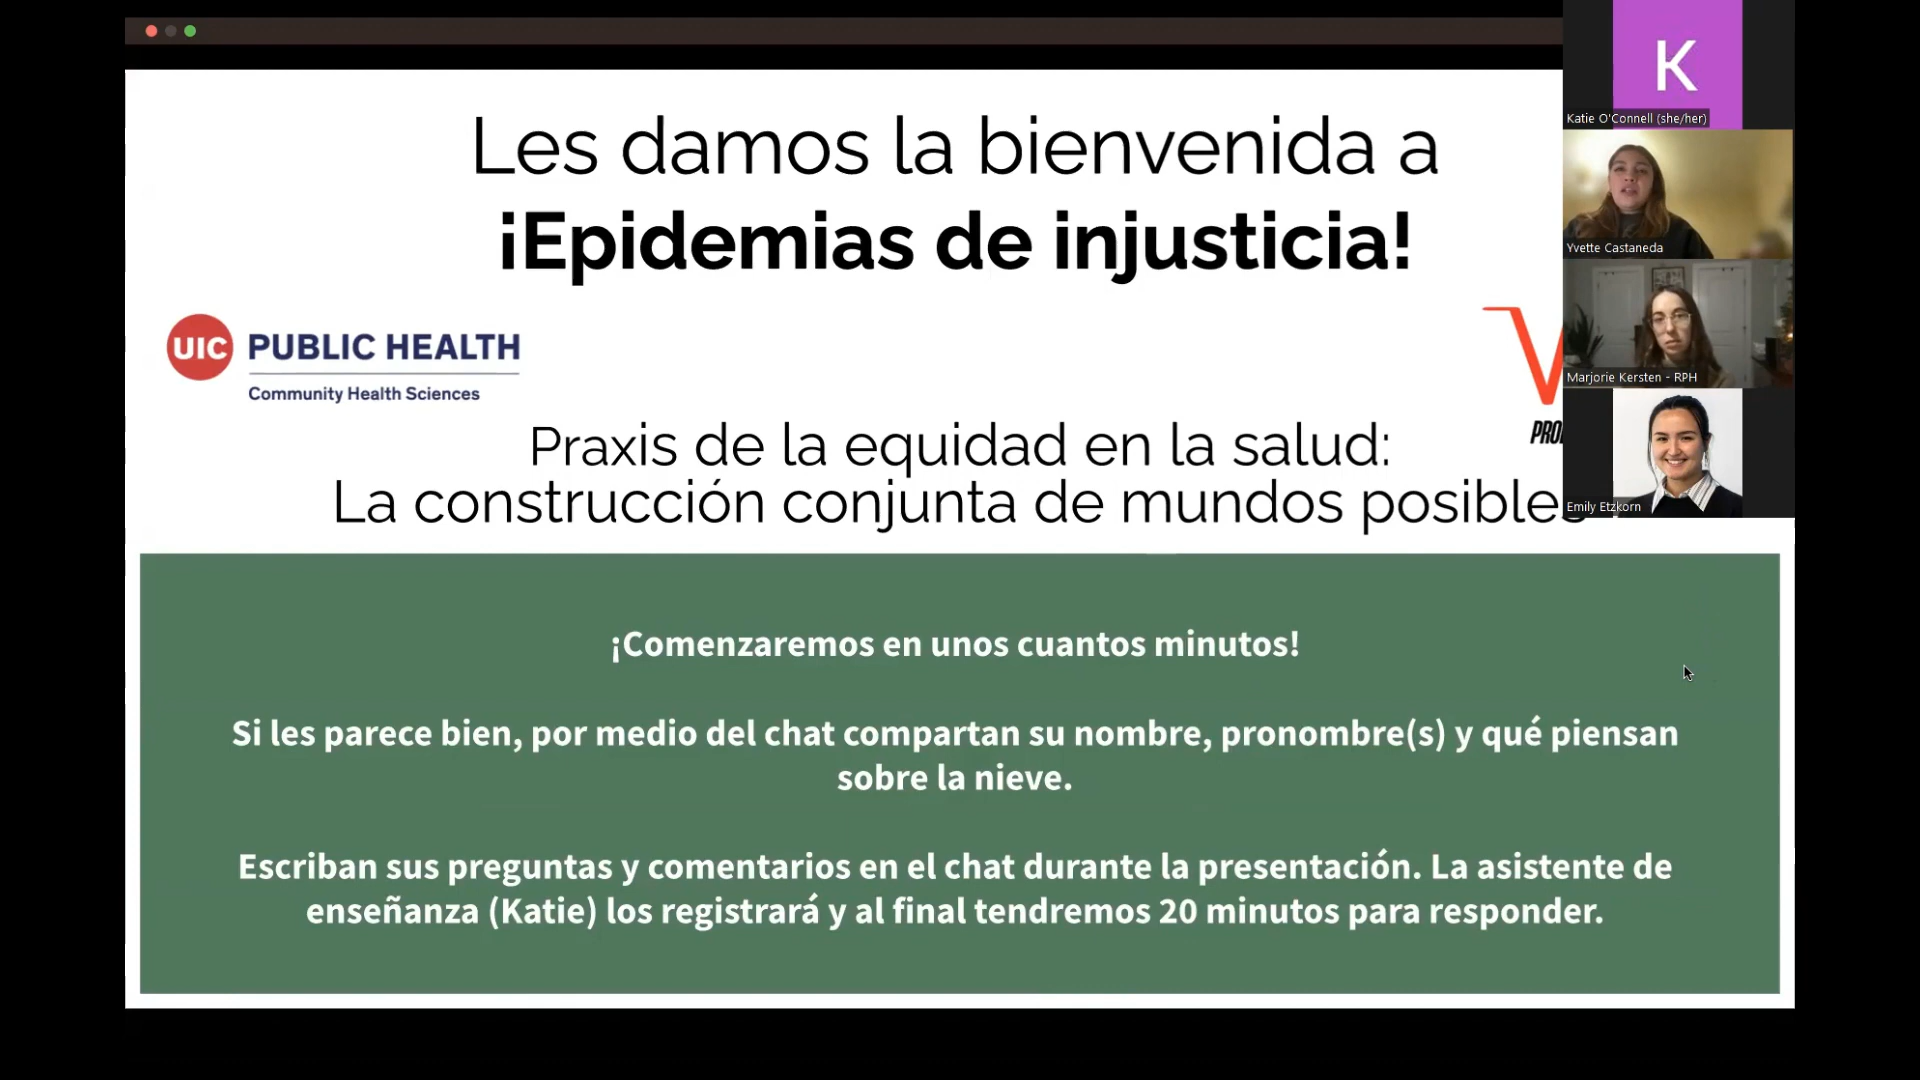 Les damos la bienvenida a
¡Epidemias de injusticia!
UIC PUBLIC HEALTH
Community Health Sciences
Praxis de la equidad en la salud:
La construcción conjunta de mundos posibles
¡Comenzaremos en unos cuantos minutos!
Si les parece bien, por medio del chat compartan su nombre, pronombre(s) y qué piensan
sobre la nieve.
Escriban sus preguntas y comentarios en el chat durante la presentación. La asistente de
enseñanza (Katie) los registrará y al final tendremos 20 minutos para responder.
K
Katie O'Connell (she/her)
Yvette Castaneda
Marjorie Kersten - RPH
Emily Etzkorn